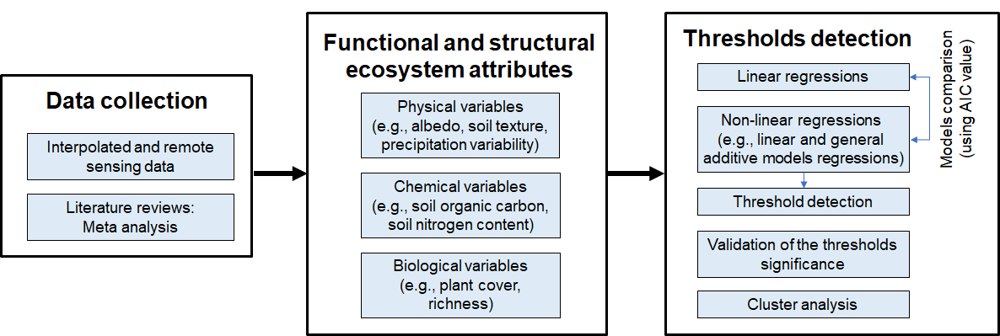 Data collection
Interpolated and remote
sensing data
Literature reviews:
Meta analysis
Functional and structural
ecosystem attributes
Physical variables
(e.g., albedo, soil texture,
precipitation variability)
Chemical variables
(e.g., soil organic carbon,
soil nitrogen content)
Biological variables
(e.g., plant cover,
richness)
Thresholds detection
Linear regressions
Non-linear regressions
(e.g., linear and general
additive models regressions)
Threshold detection
Validation of the thresholds
significance
Cluster analysis
Models comparison
(using AIC value)